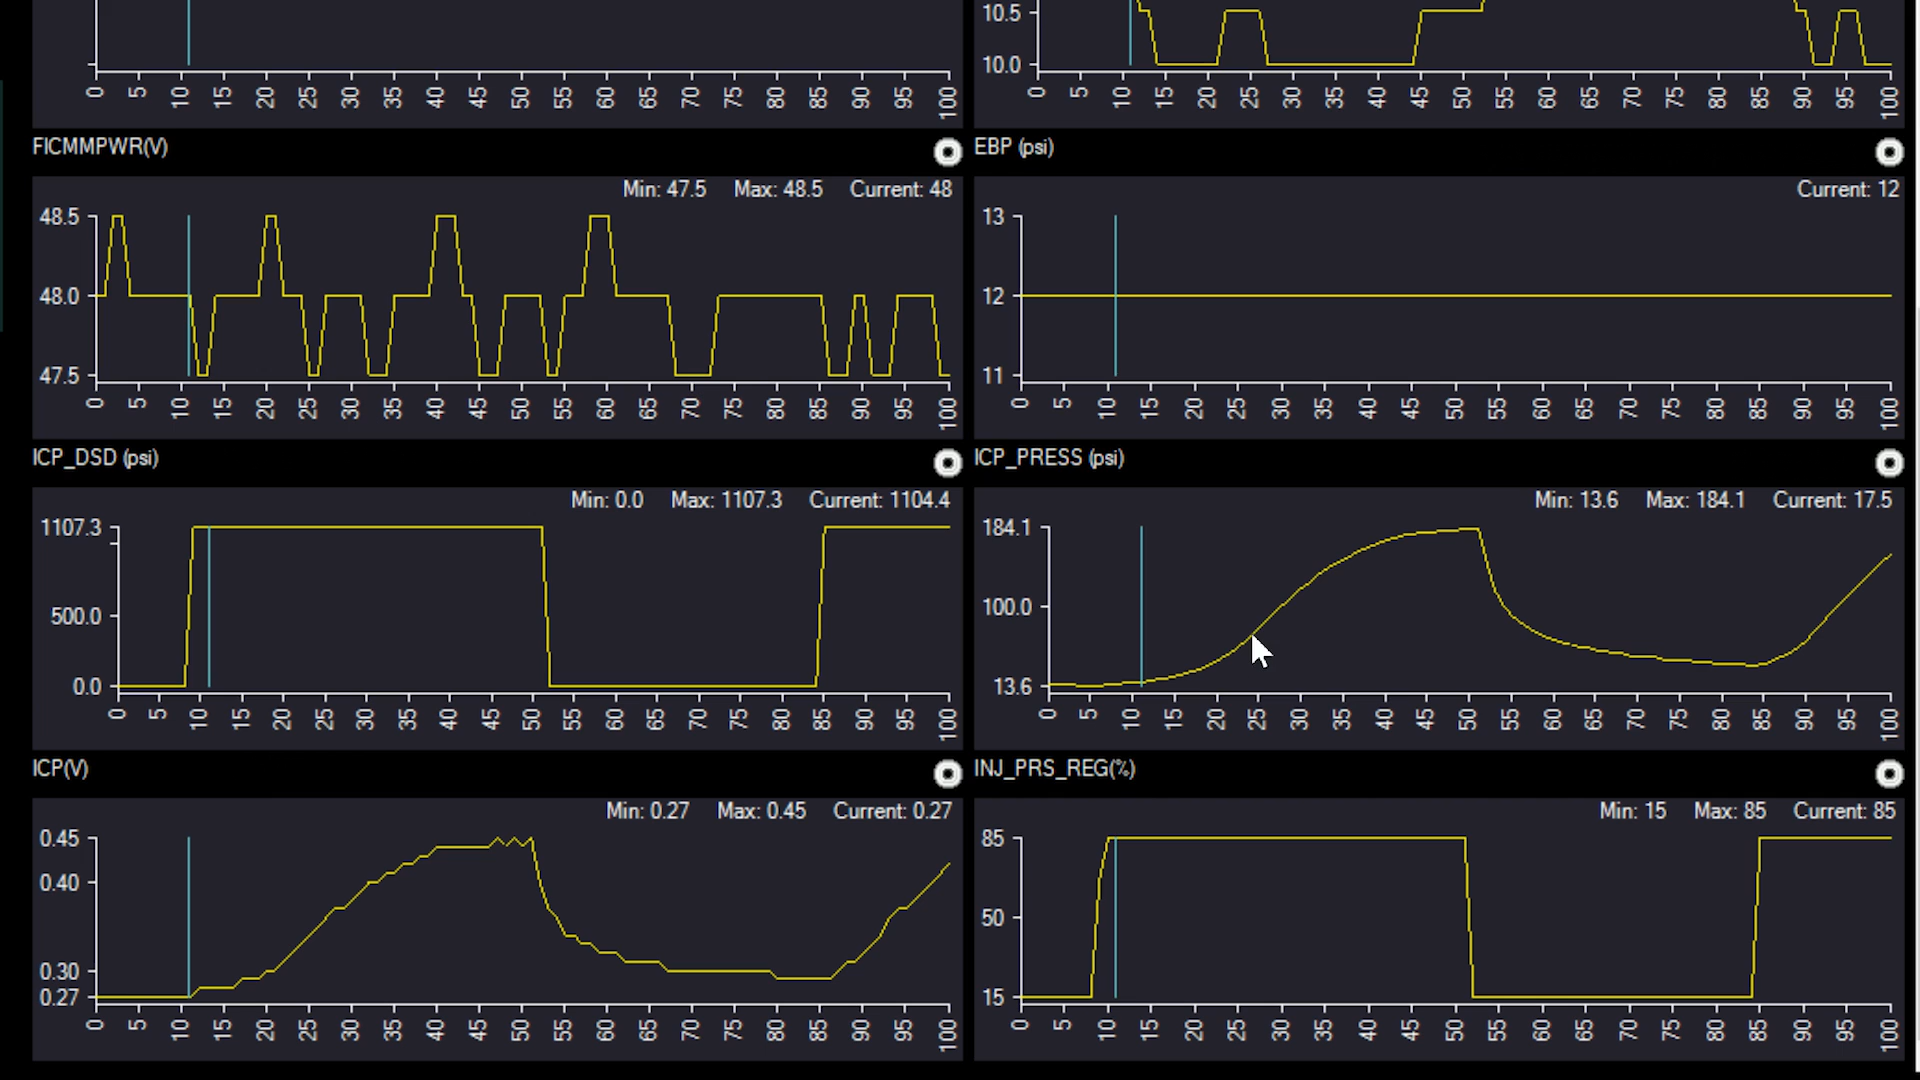 10.5
10.0
0 5 10 15 20 25 30 35 40 45 50 55 60 65 70 75 80 85 90 95 100
0 5 10 15 20 25 30 35 40 45 50 55 60 65 70 75 80 85 90 95 100
FICMMPWR(V)
Min: 47.5 Max: 48.5 Current: 48
48.5
48.0
47.5
0 5 10 15 20 25 30 35 40 45 50 55 60 65 70 75 80 85 90 95 100
EBP (psi)
Current: 12
13
12
11
0 5 10 15 20 25 30 35 40 45 50 55 60 65 70 75 80 85 90 95 100
ICP_DSD (psi)
Min: 0.0 Max: 1107.3 Current: 1104.4
1107.3
500.0
0.0
0 5 10 15 20 25 30 35 40 45 50 55 60 65 70 75 80 85 90 95 100
ICP_PRESS (psi)
Min: 13.6 Max: 184.1 Current: 17.5
184.1
100.0
13.6
0 5 10 15 20 25 30 35 40 45 50 55 60 65 70 75 80 85 90 95 100
ICP(V)
Min: 0.27 Max: 0.45 Current: 0.27
0.45
0.40
0.30
0.27
0 5 10 15 20 25 30 35 40 45 50 55 60 65 70 75 80 85 90 95 100
INJ_PRS_REG(%)
Min: 15 Max: 85 Current: 85
85
50
15
0 5 10 15 20 25 30 35 40 45 50 55 60 65 70 75 80 85 90 95 100